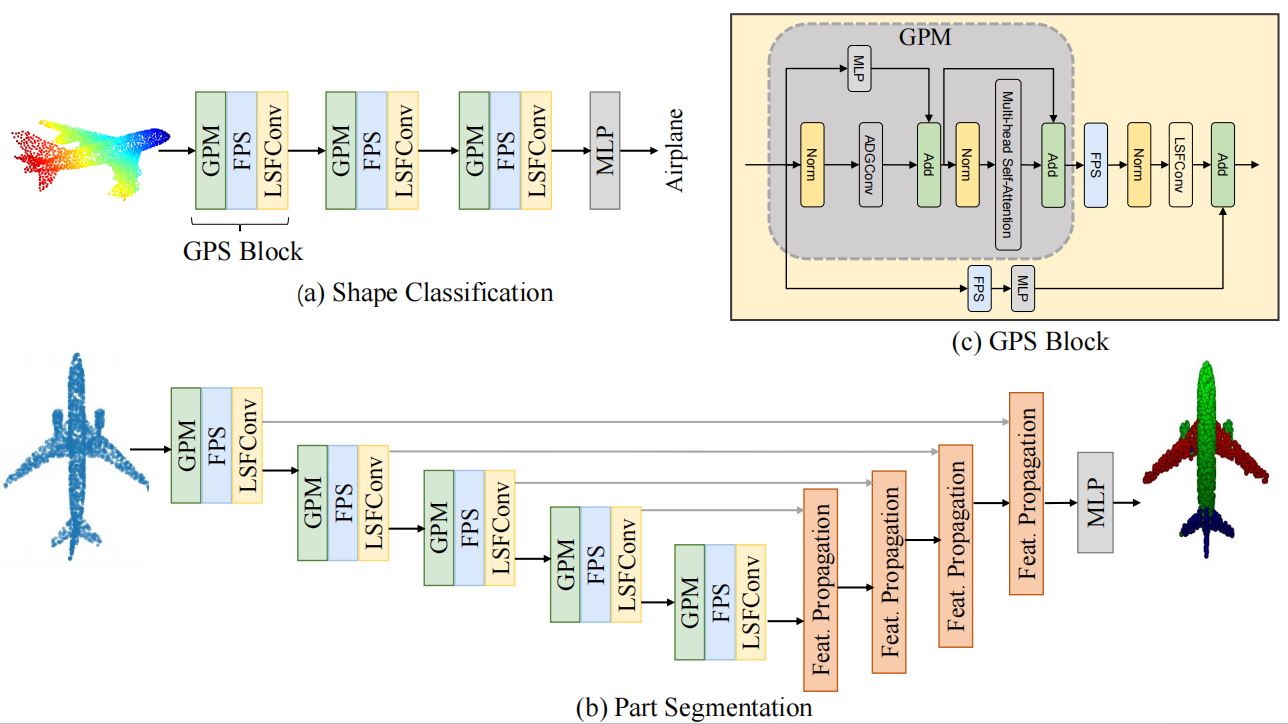 GPM
FPS
LSFConv
GPM
FPS
LSFConv
GPM
FPS
LSFConv
MLP
Airplane
GPS Block
(a) Shape Classification
GPM
MLP
Norm
ADGConv
Add
Norm
Multi-head Self-Attention
Add
FPS
Norm
LSFConv
Add
FPS
MLP
(c) GPS Block
GPM
FPS
LSFConv
GPM
FPS
LSFConv
GPM
FPS
LSFConv
GPM
FPS
LSFConv
GPM
FPS
LSFConv
Feat. Propagation
Feat. Propagation
Feat. Propagation
Feat. Propagation
MLP
(b) Part Segmentation